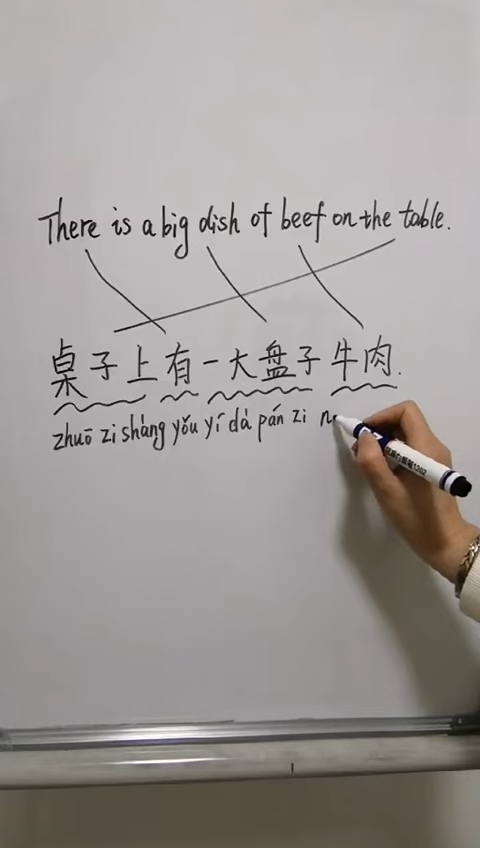 There is a big dish of beef on the table.
桌子上有一大盘子牛肉.
zhuō zi shàng yǒu yí dà pán zi n